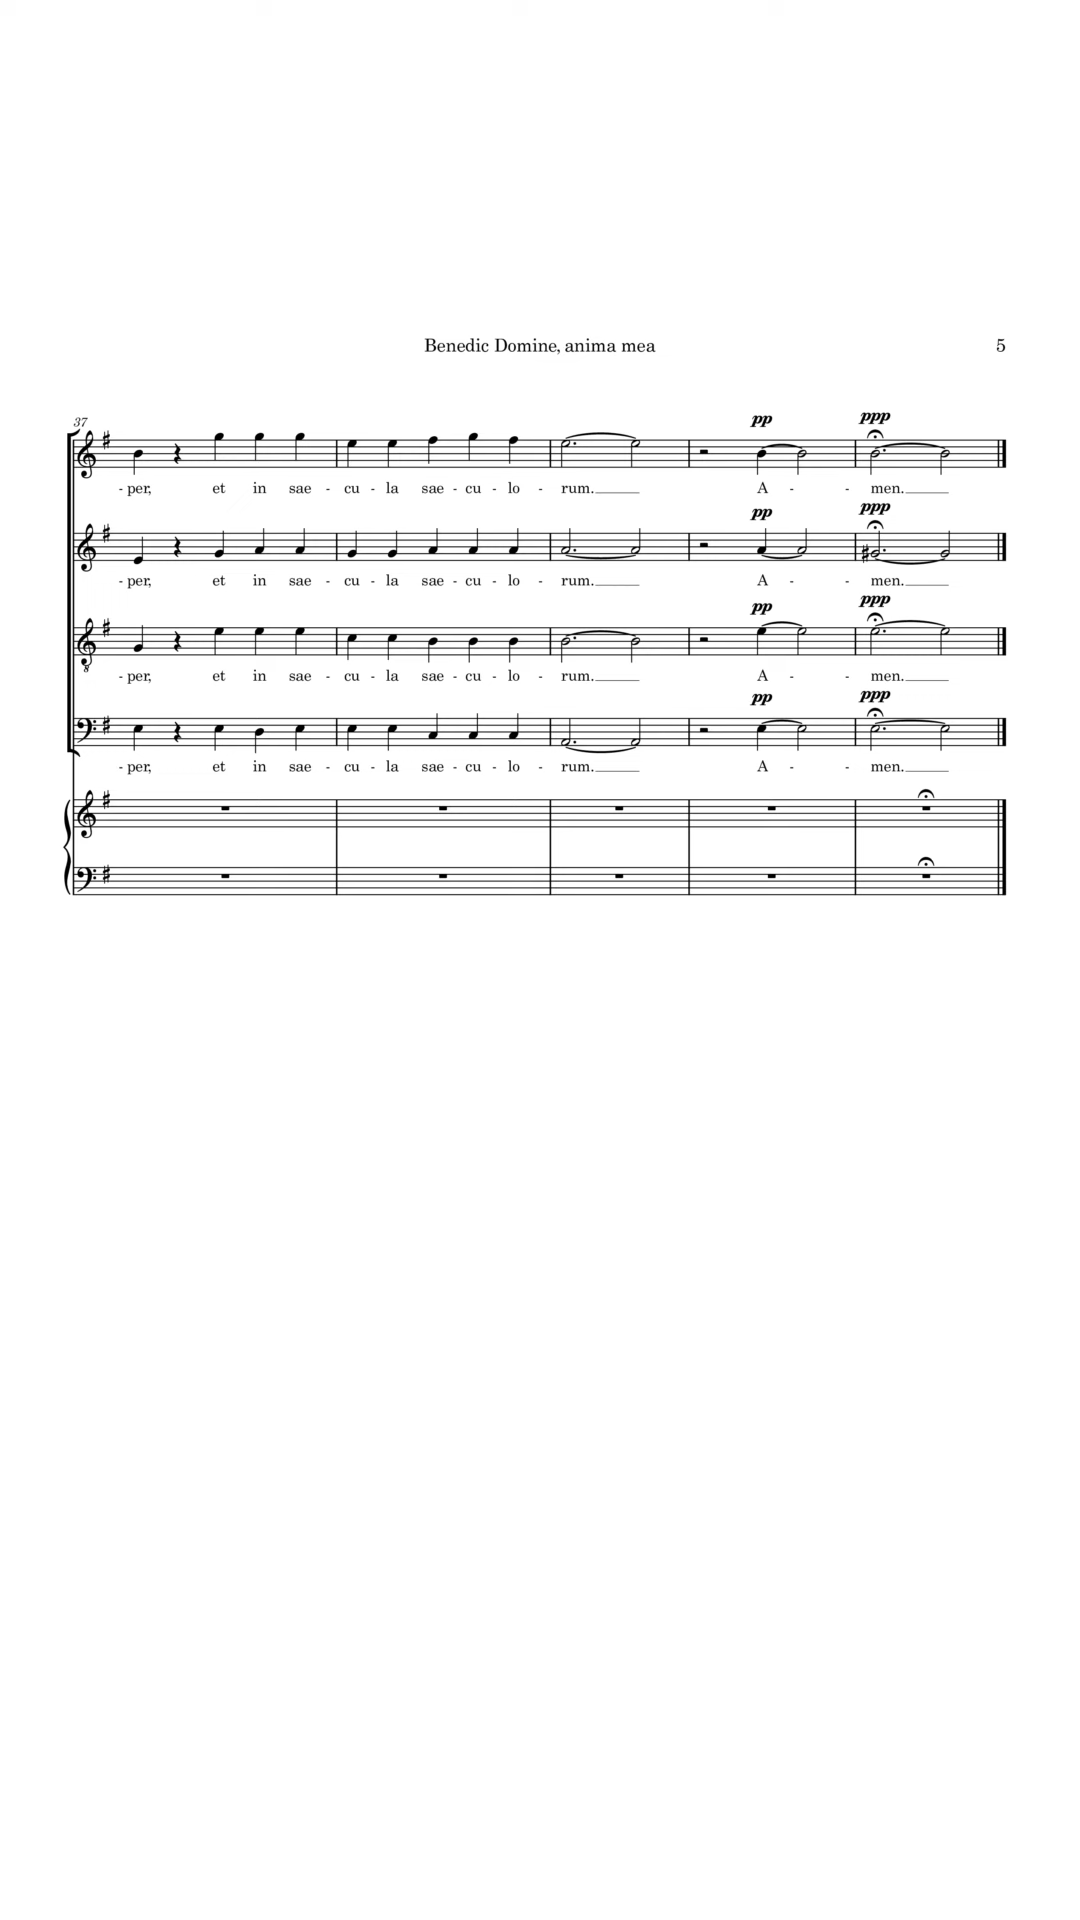 Benedic Domine, anima mea 5
37
pp ppp
- per, et in sae - cu - la sae - cu - lo - rum. A - - men.
pp ppp
- per, et in sae - cu - la sae - cu - lo - rum. A - - men.
pp ppp
8
- per, et in sae - cu - la sae - cu - lo - rum. A - - men.
pp ppp
- per, et in sae - cu - la sae - cu - lo - rum. A - - men.